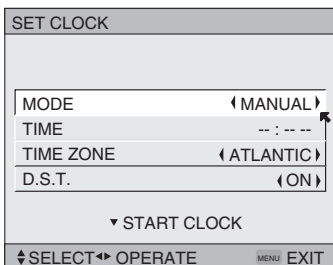 SET CLOCK
MODE ◀MANUAL▶
TIME -- : -- --
TIME ZONE ◀ATLANTIC▶
D.S.T. ◀ON▶
▼ START CLOCK
▲▼SELECT◀▶ OPERATE MENU EXIT